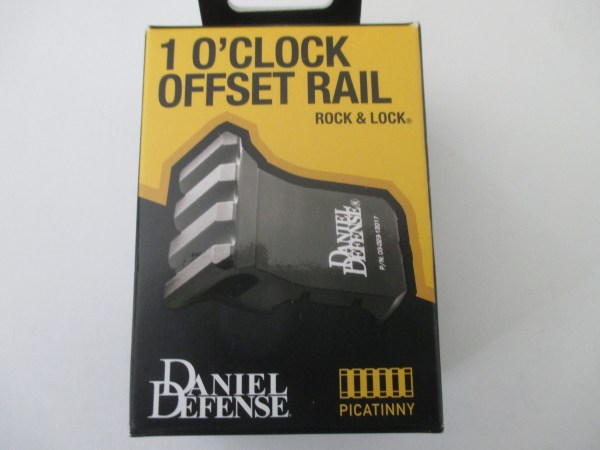 1 O'CLOCK
OFFSET RAIL
ROCK & LOCK®
DANIEL
DEFENSE®
DANIEL
DEFENSE®
PICATINNY